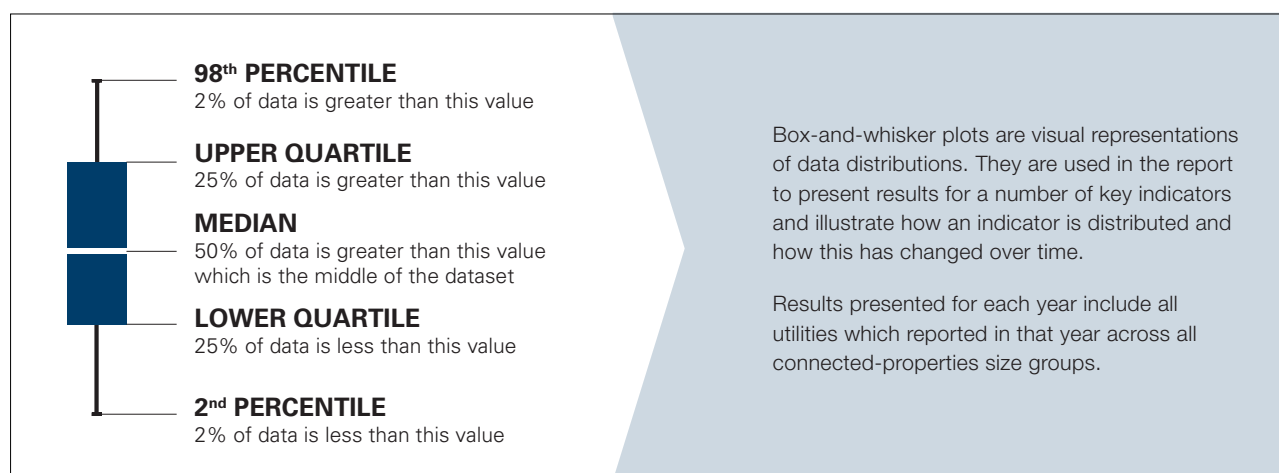 98th PERCENTILE
2% of data is greater than this value
UPPER QUARTILE
25% of data is greater than this value
MEDIAN
50% of data is greater than this value
which is the middle of the dataset
LOWER QUARTILE
25% of data is less than this value
2nd PERCENTILE
2% of data is less than this value
Box-and-whisker plots are visual representations
of data distributions. They are used in the report
to present results for a number of key indicators
and illustrate how an indicator is distributed and
how this has changed over time.
Results presented for each year include all
utilities which reported in that year across all
connected-properties size groups.